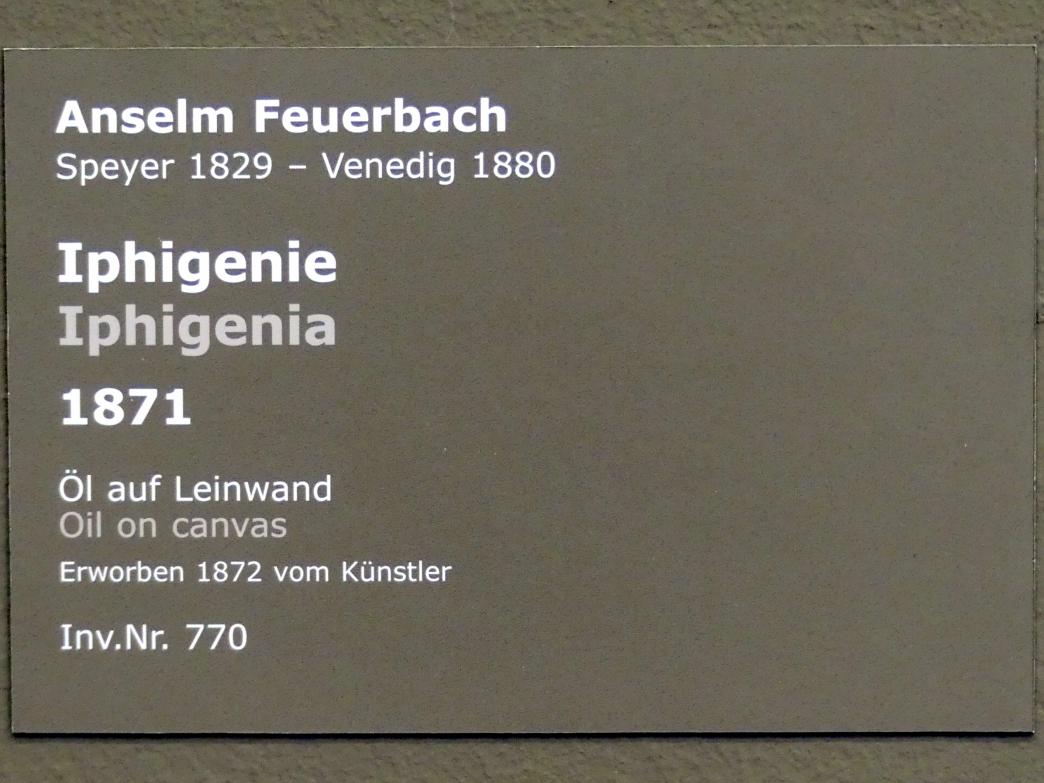 Anselm Feuerbach
Speyer 1829 – Venedig 1880
Iphigenie
Iphigenia
1871
Öl auf Leinwand
Oil on canvas
Erworben 1872 vom Künstler
Inv.Nr. 770